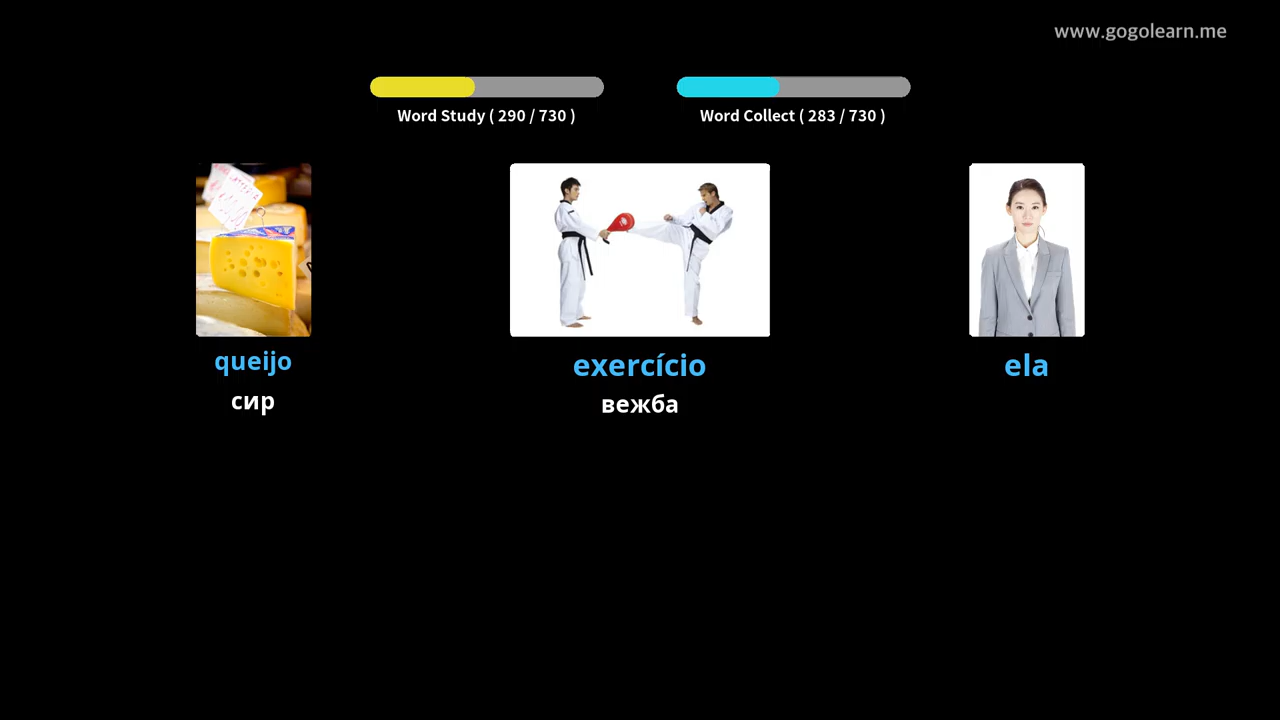 www.gogolearn.me
Word Study ( 290 / 730 )
Word Collect ( 283 / 730 )
queijo
сир
exercício
вежба
ela